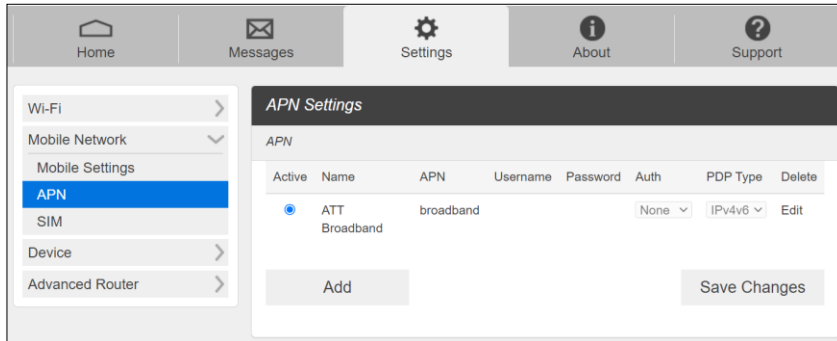 Home Messages Settings About Support
Wi-Fi
Mobile Network
Mobile Settings
APN
SIM
Device
Advanced Router
APN Settings
APN
Active Name APN Username Password Auth PDP Type Delete
ATT broadband None IPv4v6 Edit
Broadband
Add Save Changes